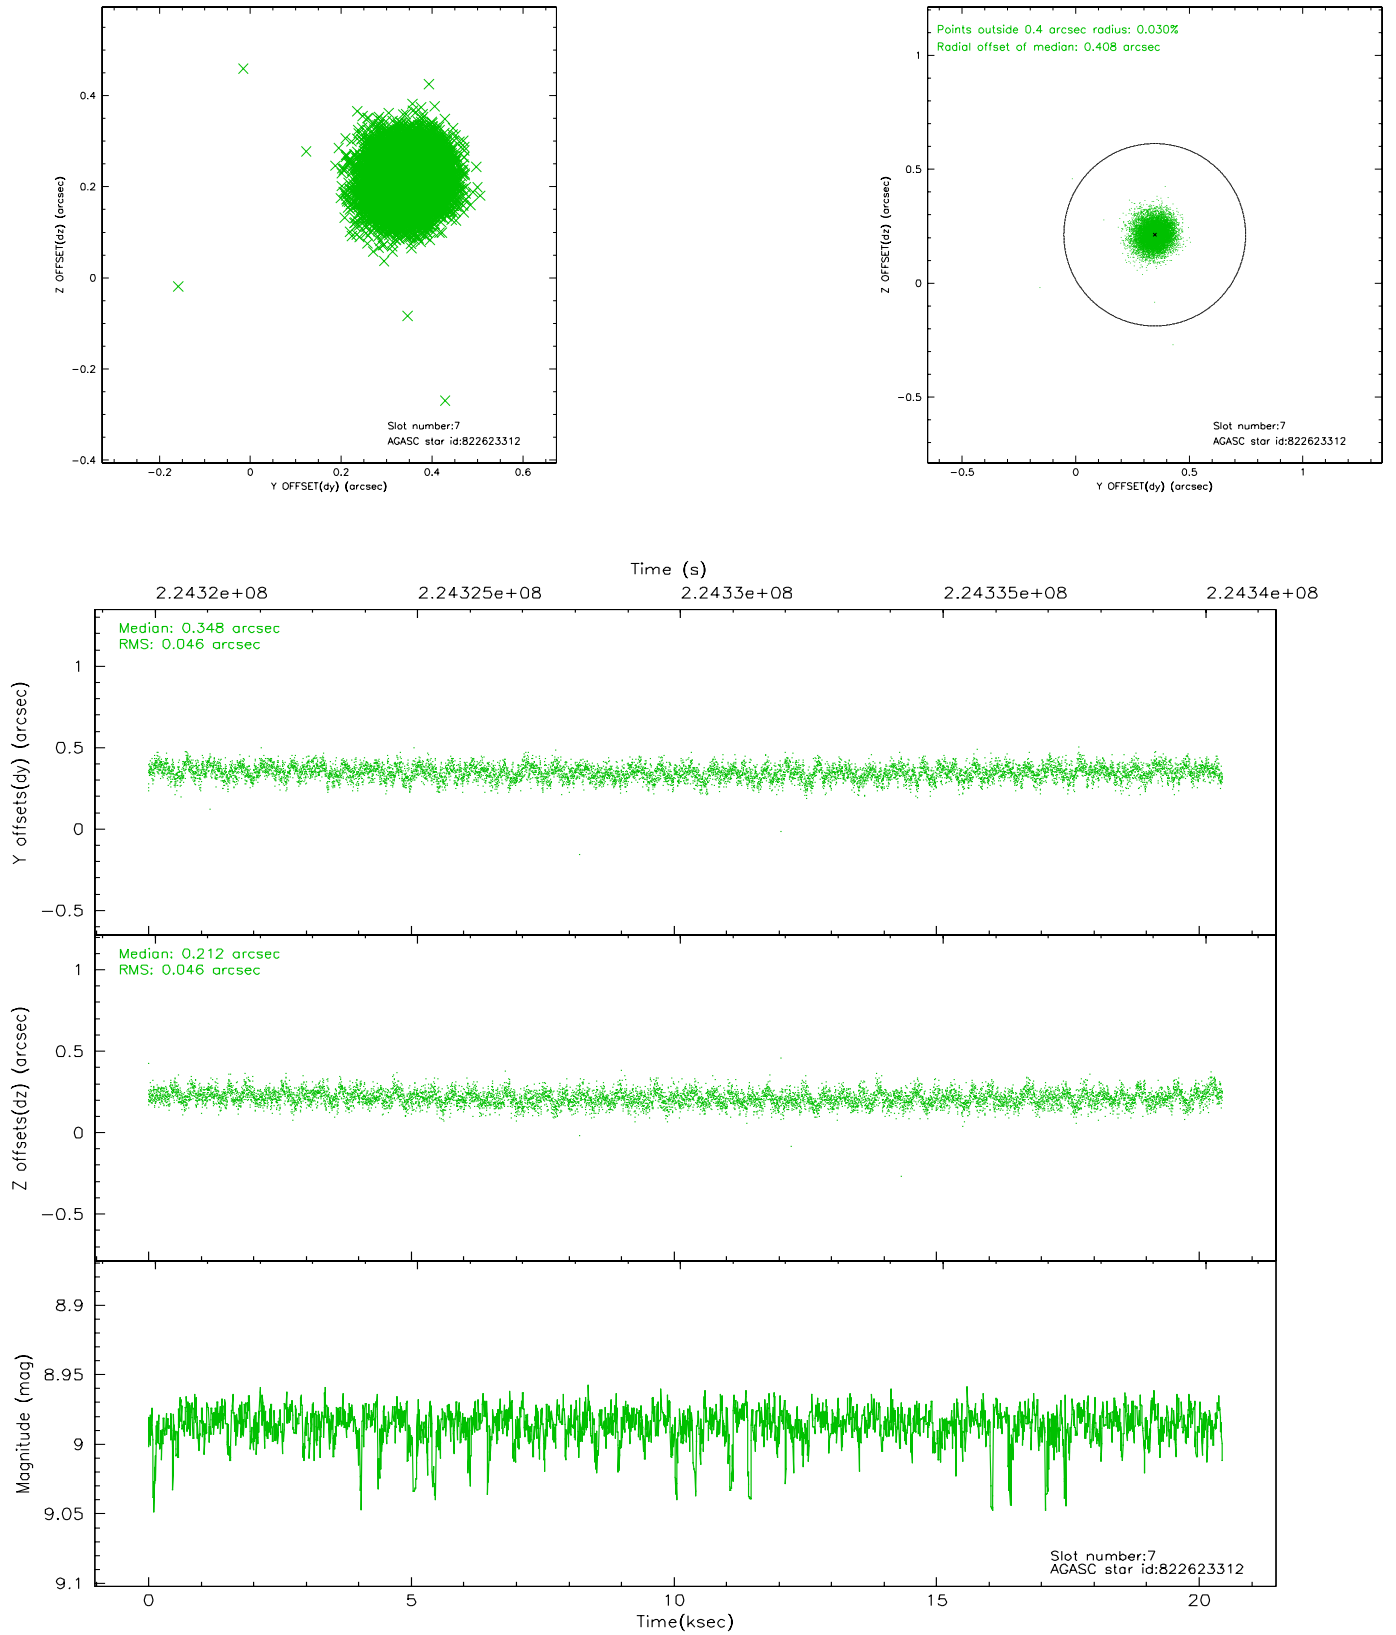 0.4
0.2
0
−0.2
−0.4
Z OFFSET(dz) (arcsec)
Slot number:7
AGASC star id:822623312
−0.2
0
0.2
0.4
0.6
Y OFFSET(dy) (arcsec)
Points outside 0.4 arcsec radius: 0.030%
Radial offset of median: 0.408 arcsec
1
0.5
0
−0.5
Z OFFSET(dz) (arcsec)
Slot number:7
AGASC star id:822623312
−0.5
0
0.5
1
Y OFFSET(dy) (arcsec)
Time (s)
2.2432e+08
2.24325e+08
2.2433e+08
2.24335e+08
2.2434e+08
Median: 0.348 arcsec
RMS: 0.046 arcsec
1
0.5
0
−0.5
Y offsets(dy) (arcsec)
Median: 0.212 arcsec
RMS: 0.046 arcsec
1
0.5
0
−0.5
Z offsets(dz) (arcsec)
8.9
8.95
9
9.05
9.1
Magnitude (mag)
Slot number:7
AGASC star id:822623312
0
5
10
15
20
Time(ksec)